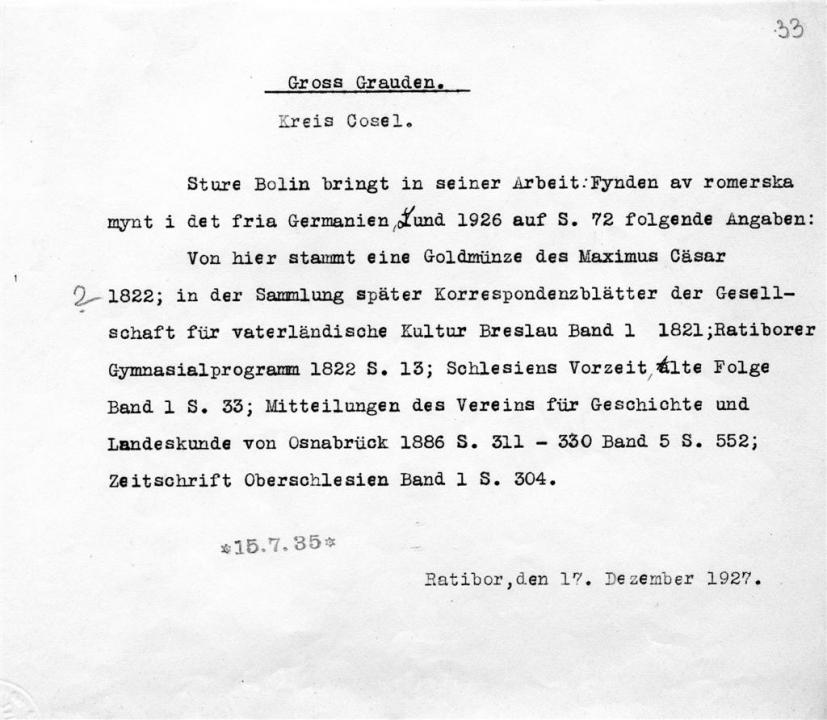 33
Gross Grauden.
Kreis Cosel.
Sture Bolin bringt in seiner Arbeit: Fynden av romerska
mynt i det fria Germanien, Lund 1926 auf S. 72 folgende Angaben:
Von hier stammt eine Goldmünze des Maximus Cäsar
2 1822; in der Sammlung später Korrespondenzblätter der Gesell-
schaft für vaterländische Kultur Breslau Band 1 1821; Ratiborer
Gymnasialprogramm 1822 S. 13; Schlesiens Vorzeit, alte Folge
Band 1 S. 33; Mitteilungen des Vereins für Geschichte und
Landeskunde von Osnabrück 1886 S. 311 - 330 Band 5 S. 552;
Zeitschrift Oberschlesien Band 1 S. 304.
*15.7.35*
Ratibor, den 17. Dezember 1927.